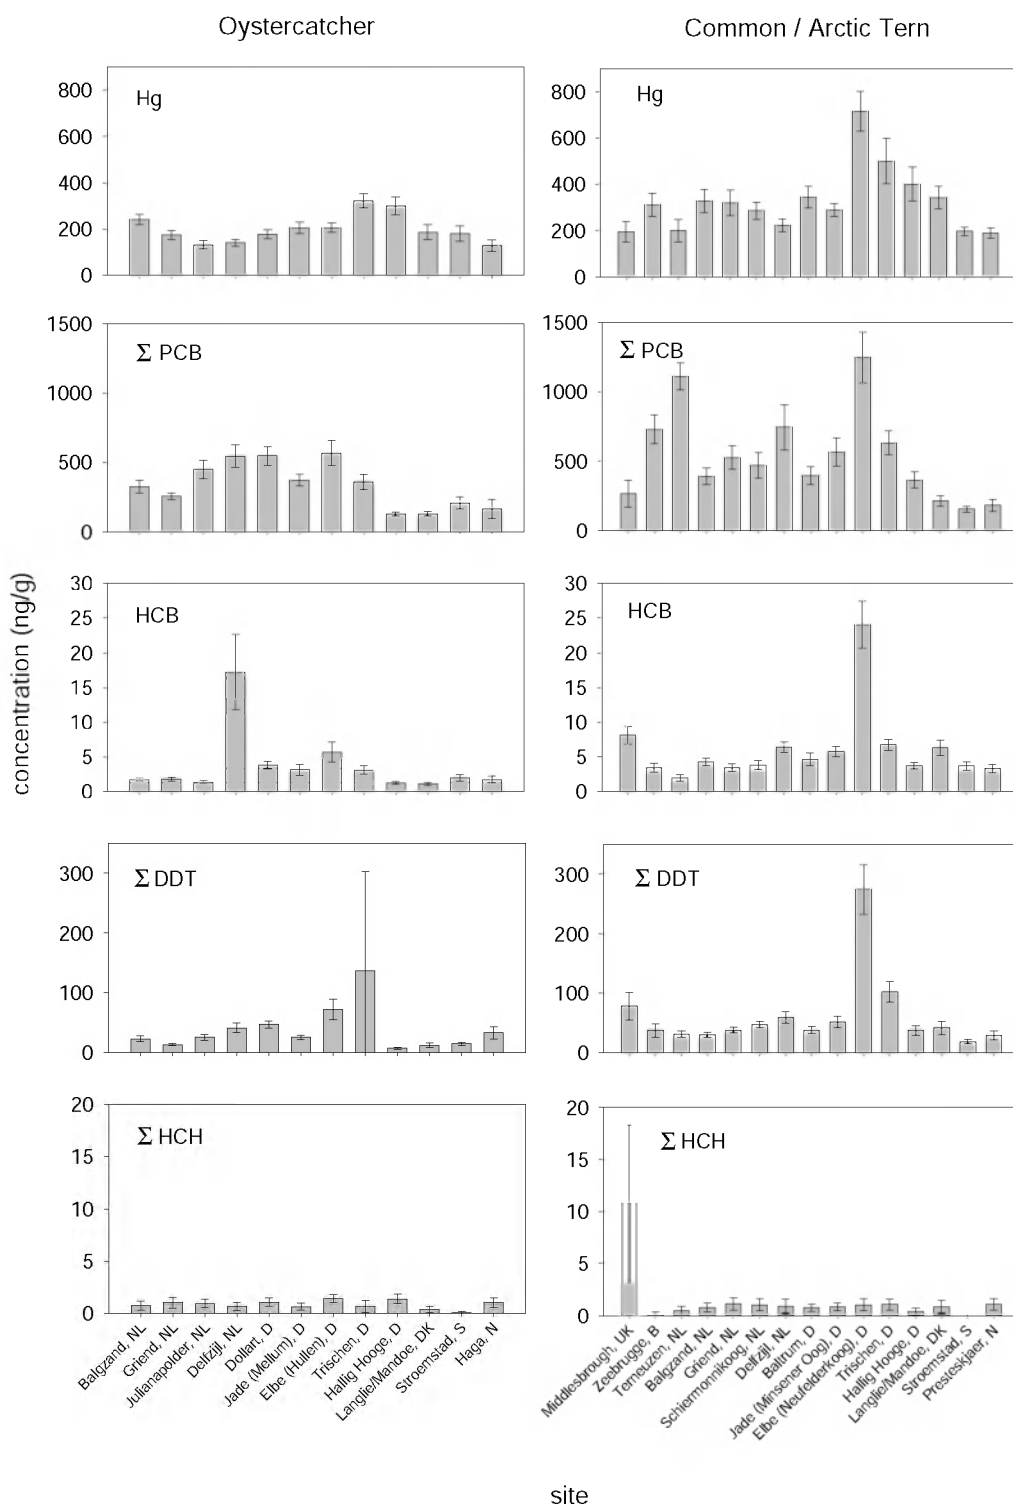 Oystercatcher
Common / Arctic Tern
concentration (ng/g)
Hg
800
600
400
200
0
Hg
800
600
400
200
0
Σ PCB
1500
1000
500
0
Σ PCB
1500
1000
500
0
HCB
30
25
20
15
10
5
0
HCB
30
25
20
15
10
5
0
Σ DDT
300
200
100
0
Σ DDT
300
200
100
0
Σ HCH
20
15
10
5
0
Σ HCH
20
15
10
5
0
Balgzand, NL
Griend, NL
Julianapolder, NL
Delfzijl, NL
Dollart, D
Jade (Mellum), D
Elbe (Hullen), D
Trischen, D
Hallig Hooge, D
Langlie/Mandoe, DK
Stroemstad, S
Haga, N
Middlesbrough, UK
Zeebrugge, B
Terneuzen, NL
Balgzand, NL
Griend, NL
Schiermonnikoog, NL
Delfzijl, NL
Baltrum, D
Jade (Minsener Oog), D
Elbe (Neufelderkoog), D
Trischen, D
Hallig Hooge, D
Langlie/Mandoe, DK
Stroemstad, S
Presteskjaer, N
site